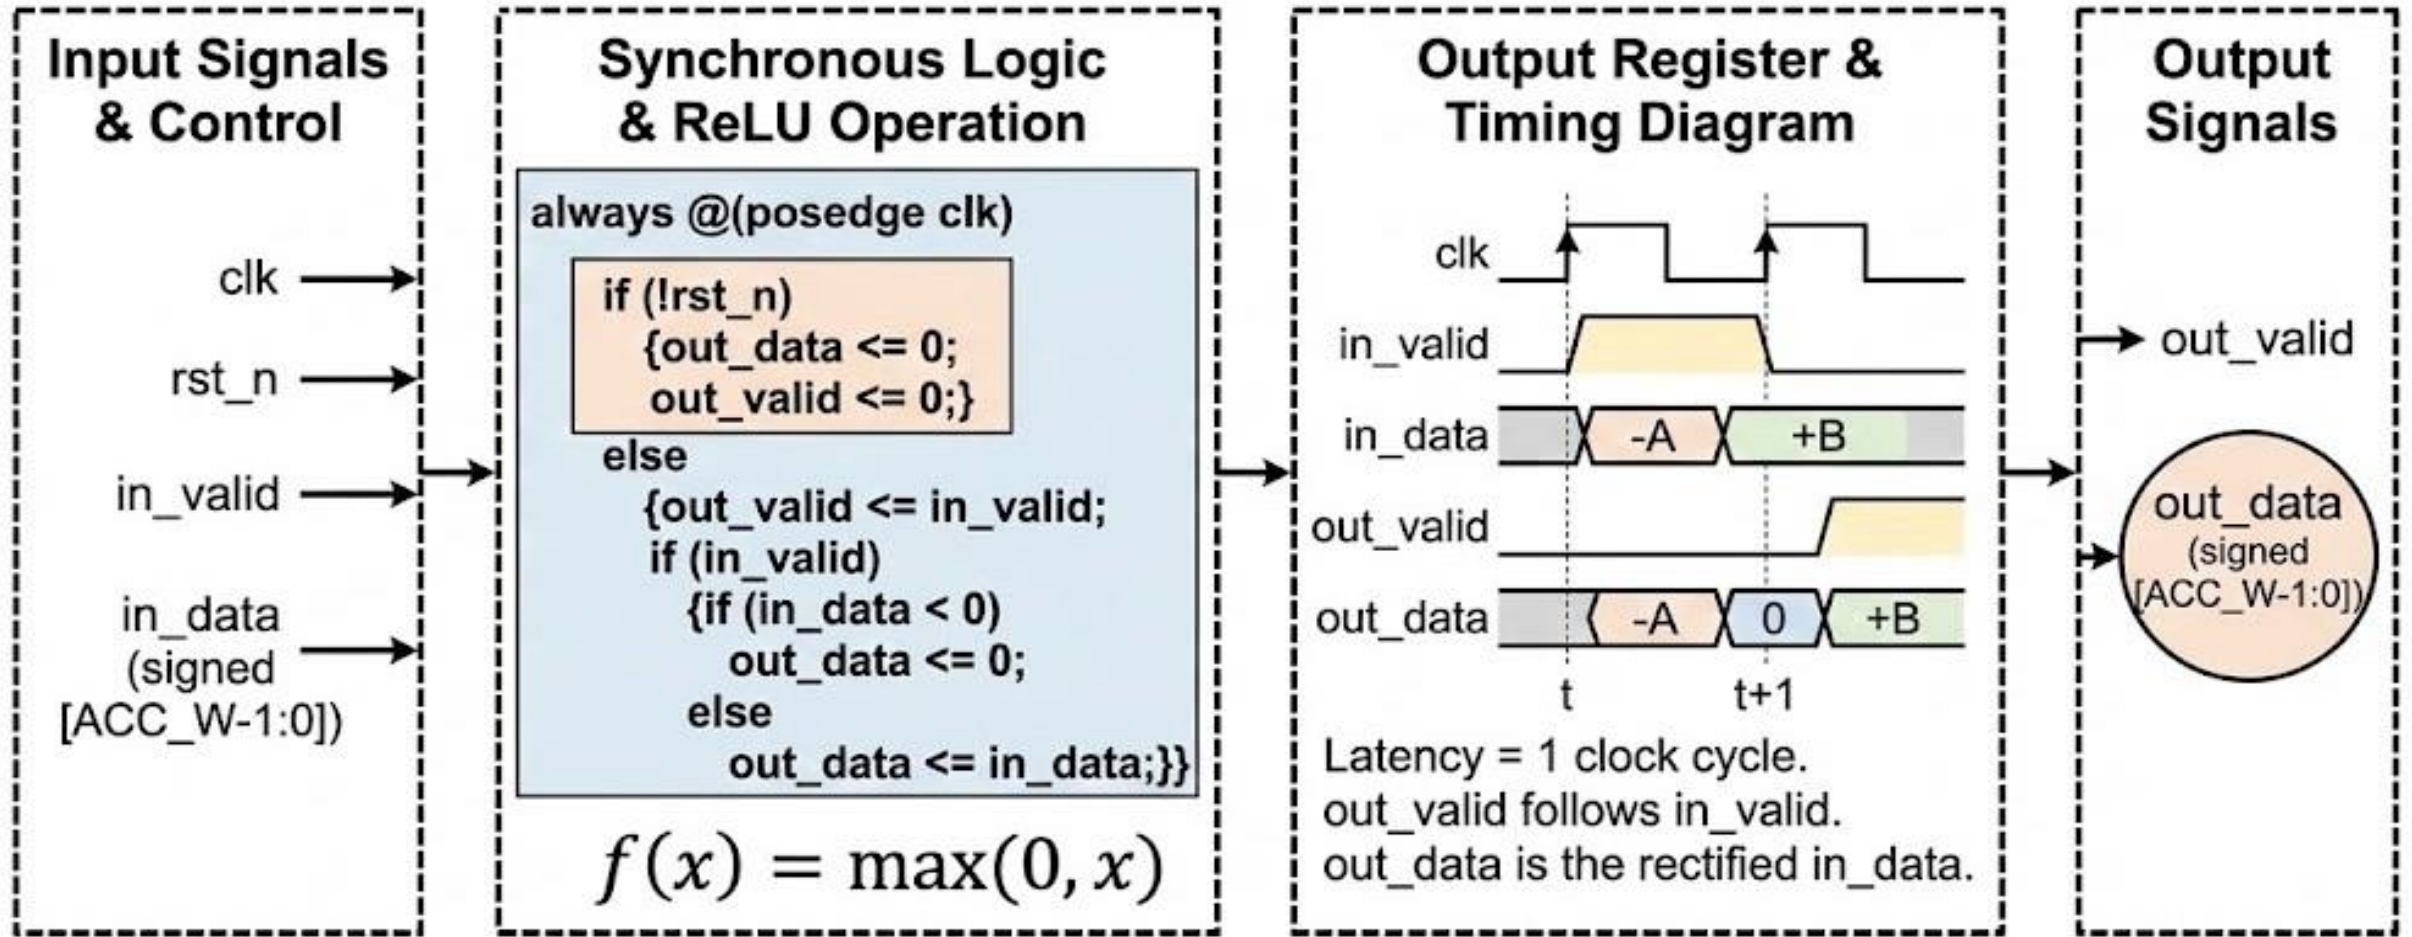 Input Signals
& Control
clk
rst_n
in_valid
in_data
(signed
[ACC_W-1:0])
Synchronous Logic
& ReLU Operation
always @(posedge clk)
if (!rst_n)
{out_data <= 0;
out_valid <= 0;}
else
{out_valid <= in_valid;
if (in_valid)
{if (in_data < 0)
out_data <= 0;
else
out_data <= in_data;}}
f(x) = max(0, x)
Output Register &
Timing Diagram
clk
in_valid
in_data -A +B
out_valid
out_data -A 0 +B
t t+1
Latency = 1 clock cycle.
out_valid follows in_valid.
out_data is the rectified in_data.
Output
Signals
out_valid
out_data
(signed
[ACC_W-1:0])